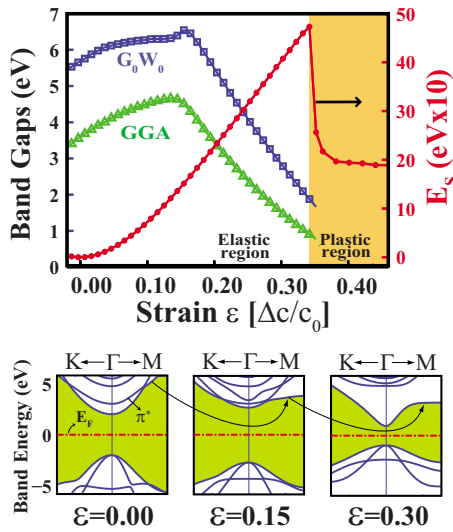 Band Gaps (eV)
7
6
5
4
3
2
1
0
G₀W₀
GGA
Elastic
region
Plastic
region
50
40
30
20
10
0
E_S (eVx10)
0.00 0.10 0.20 0.30 0.40
Strain ε [Δc/c₀]
Band Energy (eV)
5
0
−5
K←Γ→M K←Γ→M K←Γ→M
E_F
π*
ε=0.00 ε=0.15 ε=0.30